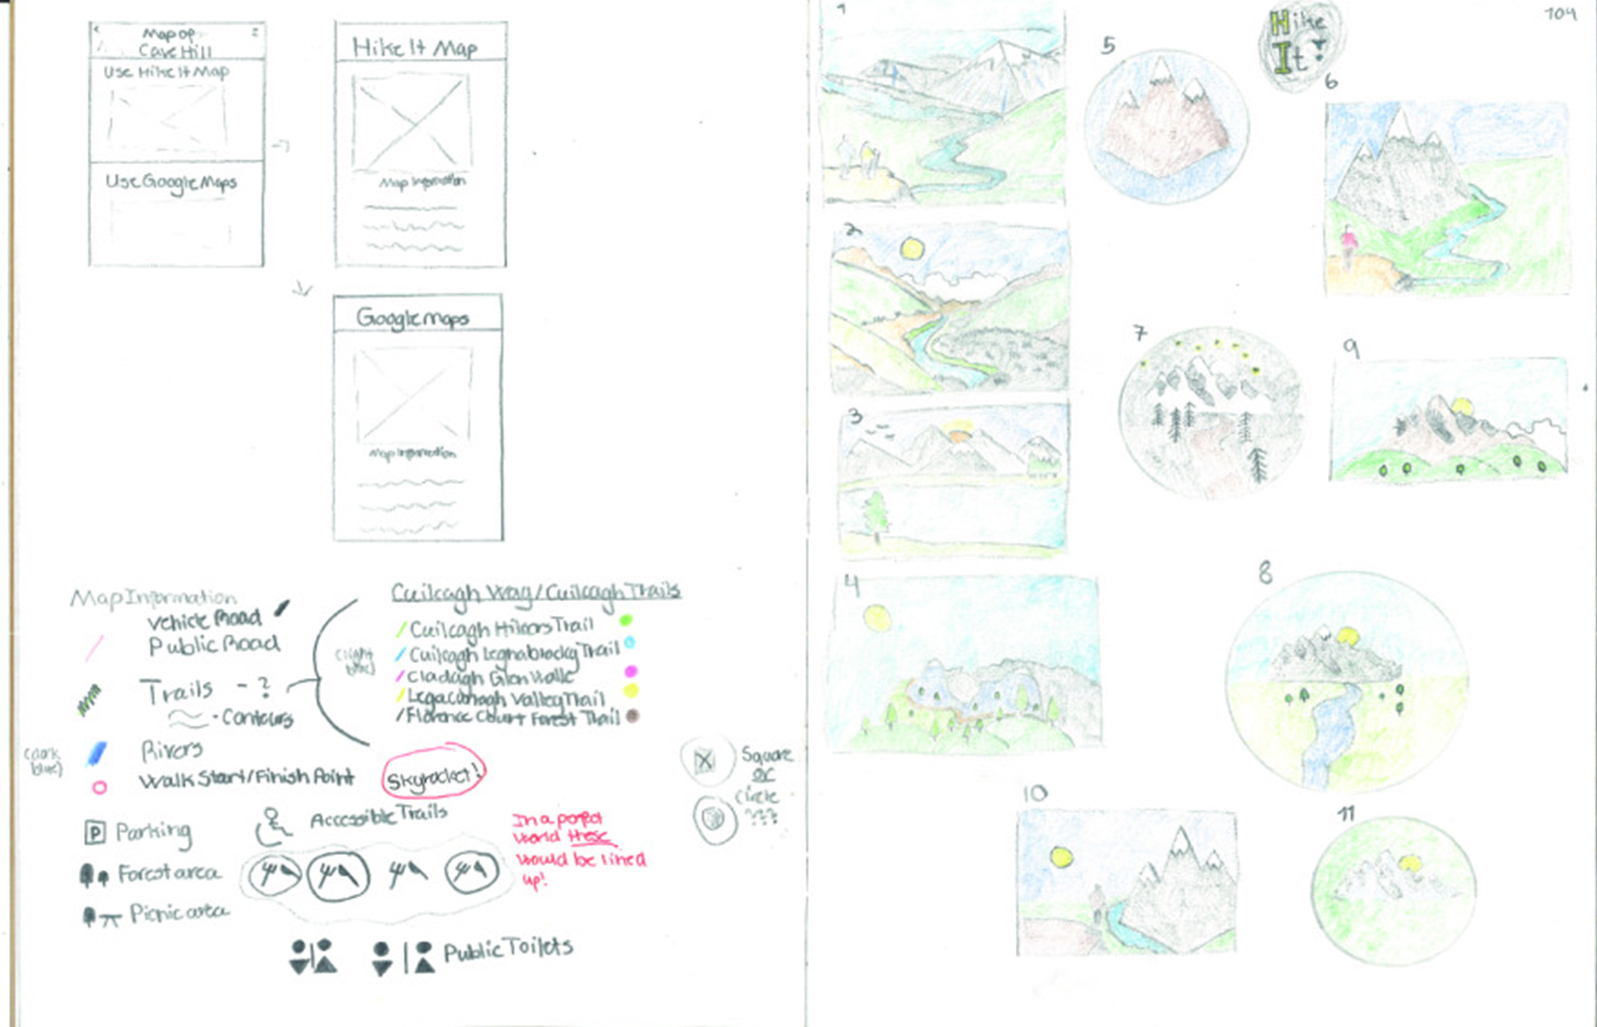 Map of
Cave Hill
Use Hike It Map
Use Google Maps
Hike It Map
Map Information
Google maps
Map Information
Map Information
Vehicle Road
Public Road
Trails - ?
- Contours
(dark
blue)
Rivers
Walk Start/Finish Point
Skyrocket!
P Parking
Accessible Trails
Forest area
Picnic area
In a perfect
world these
would be lined
up!
Public Toilets
Cuilcagh Way/Cuilcagh Trails
(light
blue)
Cuilcagh Trail
Cuilcagh Legnabrocky Trail
Cladagh Glen Walk
Valley Trail
Florence Court Forest Trail
Square
or
Circle
???
104
Hike
It!
1
2
3
4
5
6
7
8
9
10
11